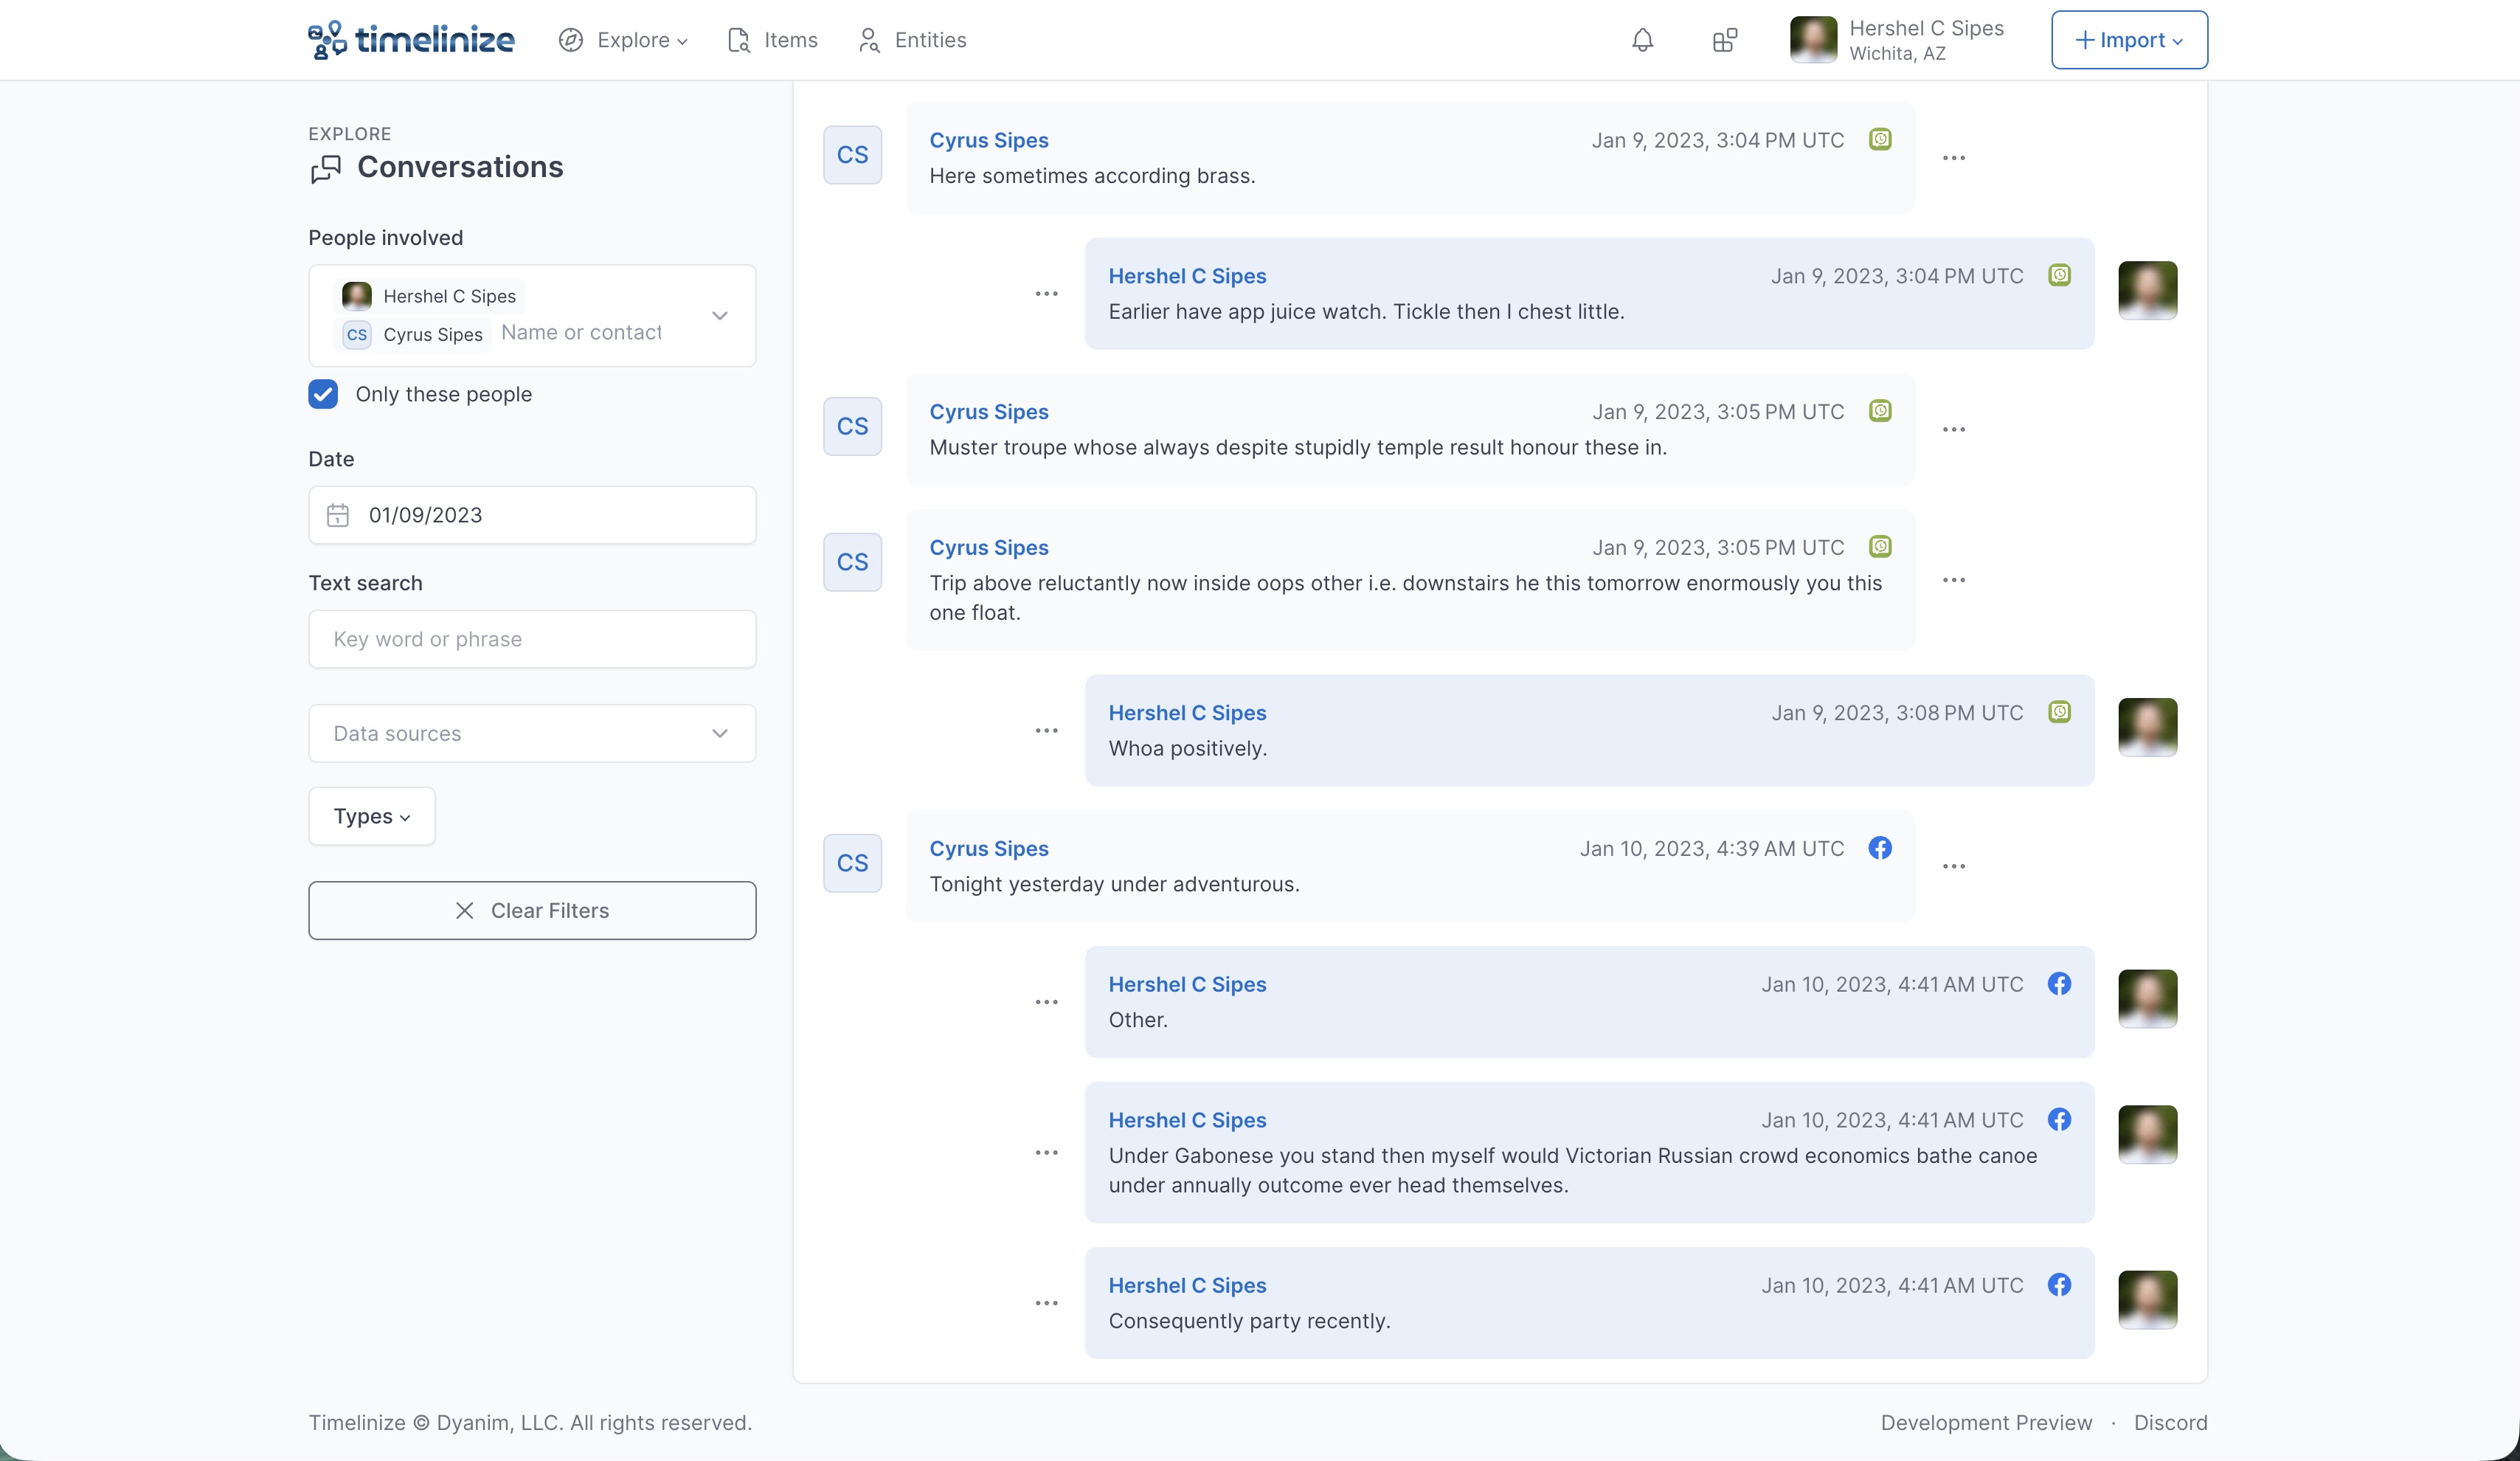 timelinize
Explore
Items
Entities
Hershel C Sipes
Wichita, AZ
Import
EXPLORE
Conversations
People involved
Hershel C Sipes
CS Cyrus Sipes Name or contact
Only these people
Date
01/09/2023
Text search
Key word or phrase
Data sources
Types
Clear Filters
CS
Cyrus Sipes Jan 9, 2023, 3:04 PM UTC
Here sometimes according brass.
Hershel C Sipes Jan 9, 2023, 3:04 PM UTC
Earlier have app juice watch. Tickle then I chest little.
CS
Cyrus Sipes Jan 9, 2023, 3:05 PM UTC
Muster troupe whose always despite stupidly temple result honour these in.
CS
Cyrus Sipes Jan 9, 2023, 3:05 PM UTC
Trip above reluctantly now inside oops other i.e. downstairs he this tomorrow enormously you this
one float.
Hershel C Sipes Jan 9, 2023, 3:08 PM UTC
Whoa positively.
CS
Cyrus Sipes Jan 10, 2023, 4:39 AM UTC
Tonight yesterday under adventurous.
Hershel C Sipes Jan 10, 2023, 4:41 AM UTC
Other.
Hershel C Sipes Jan 10, 2023, 4:41 AM UTC
Under Gabonese you stand then myself would Victorian Russian crowd economics bathe canoe
under annually outcome ever head themselves.
Hershel C Sipes Jan 10, 2023, 4:41 AM UTC
Consequently party recently.
Timelinize © Dyanim, LLC. All rights reserved.
Development Preview · Discord